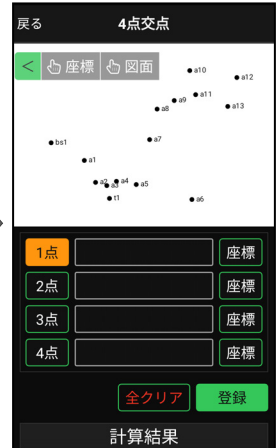 戻る 4点交点
< 座標 図面
a10
a12
a11
a9
a8 a13
a7
bs1
a1
a2 a3 a4 a5
t1 a6
1点 座標
2点 座標
3点 座標
4点 座標
全クリア 登録
計算結果